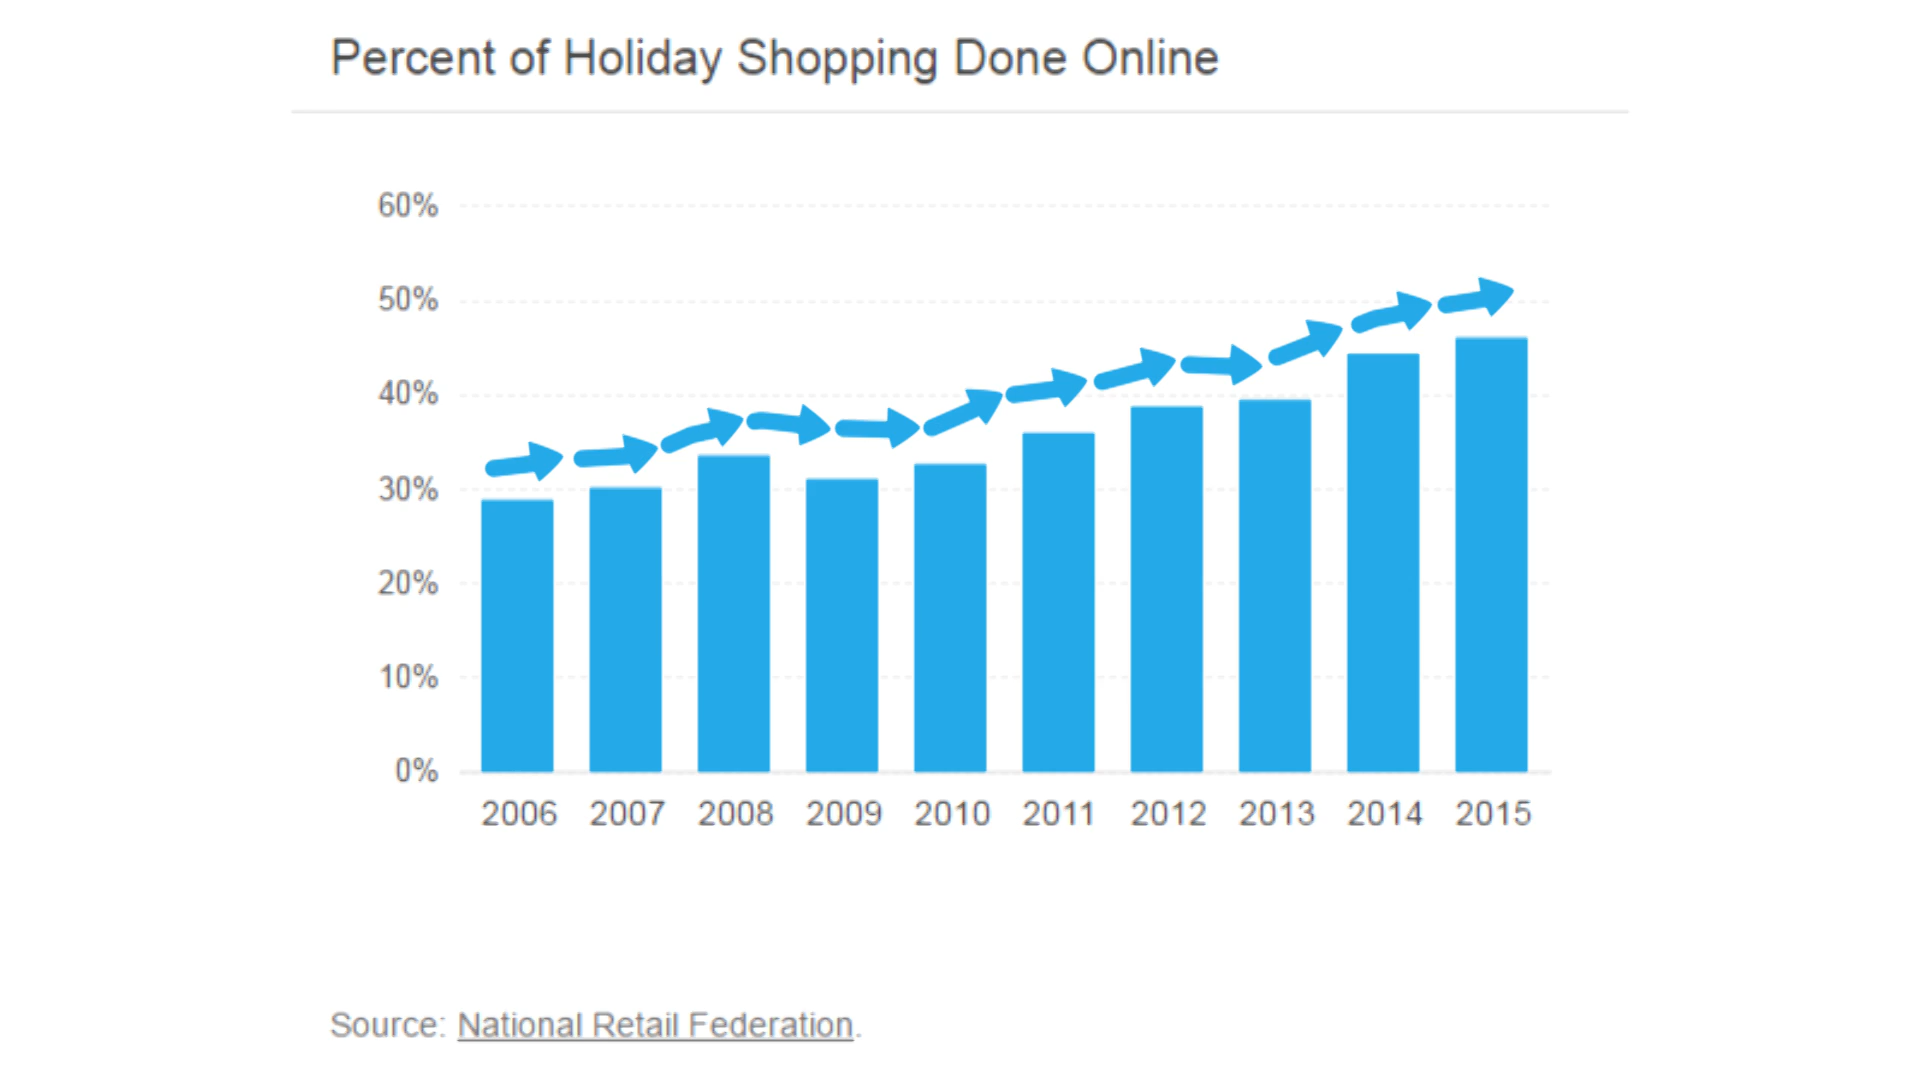 Percent of Holiday Shopping Done Online
60%
50%
40%
30%
20%
10%
0%
2006 2007 2008 2009 2010 2011 2012 2013 2014 2015
Source: National Retail Federation.